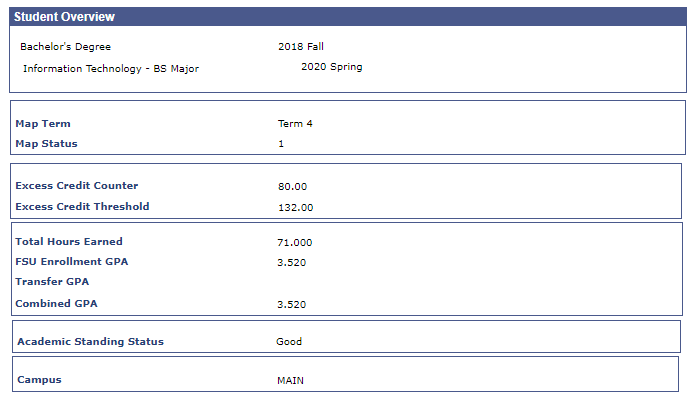 Student Overview
Bachelor's Degree 2018 Fall
Information Technology - BS Major 2020 Spring
Map Term Term 4
Map Status 1
Excess Credit Counter 80.00
Excess Credit Threshold 132.00
Total Hours Earned 71.000
FSU Enrollment GPA 3.520
Transfer GPA
Combined GPA 3.520
Academic Standing Status Good
Campus MAIN